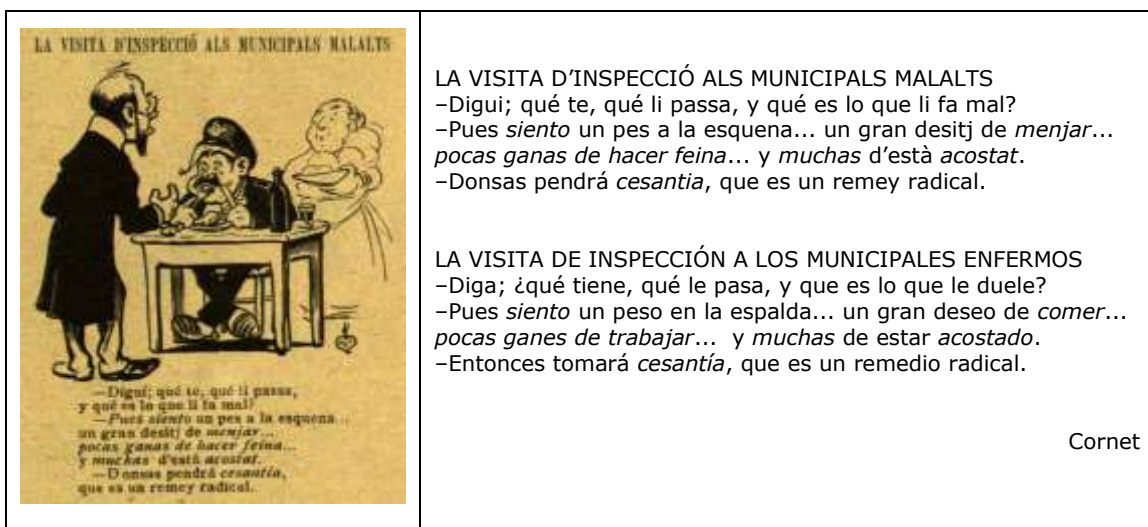 LA VISITA D'INSPECCIÓ ALS MUNICIPALS MALALTS
—Digui; qué te, qué li passa,
y qué es lo que li fa mal?
—Pues siento un pes a la esquena...
un gran desitj de menjar...
pocas ganas de hacer feina...
y muchas d'está acostat.
—Donsas pendrá cesantía,
que es un remey radical.
LA VISITA D’INSPECCIÓ ALS MUNICIPALS MALALTS
–Digui; qué te, qué li passa, y qué es lo que li fa mal?
–Pues siento un pes a la esquena... un gran desitj de menjar...
pocas ganas de hacer feina... y muchas d’està acostat.
–Donsas pendrá cesantia, que es un remey radical.
LA VISITA DE INSPECCIÓN A LOS MUNICIPALES ENFERMOS
–Diga; ¿qué tiene, qué le pasa, y que es lo que le duele?
–Pues siento un peso en la espalda... un gran deseo de comer...
pocas ganes de trabajar... y muchas de estar acostado.
–Entonces tomará cesantía, que es un remedio radical.
Cornet